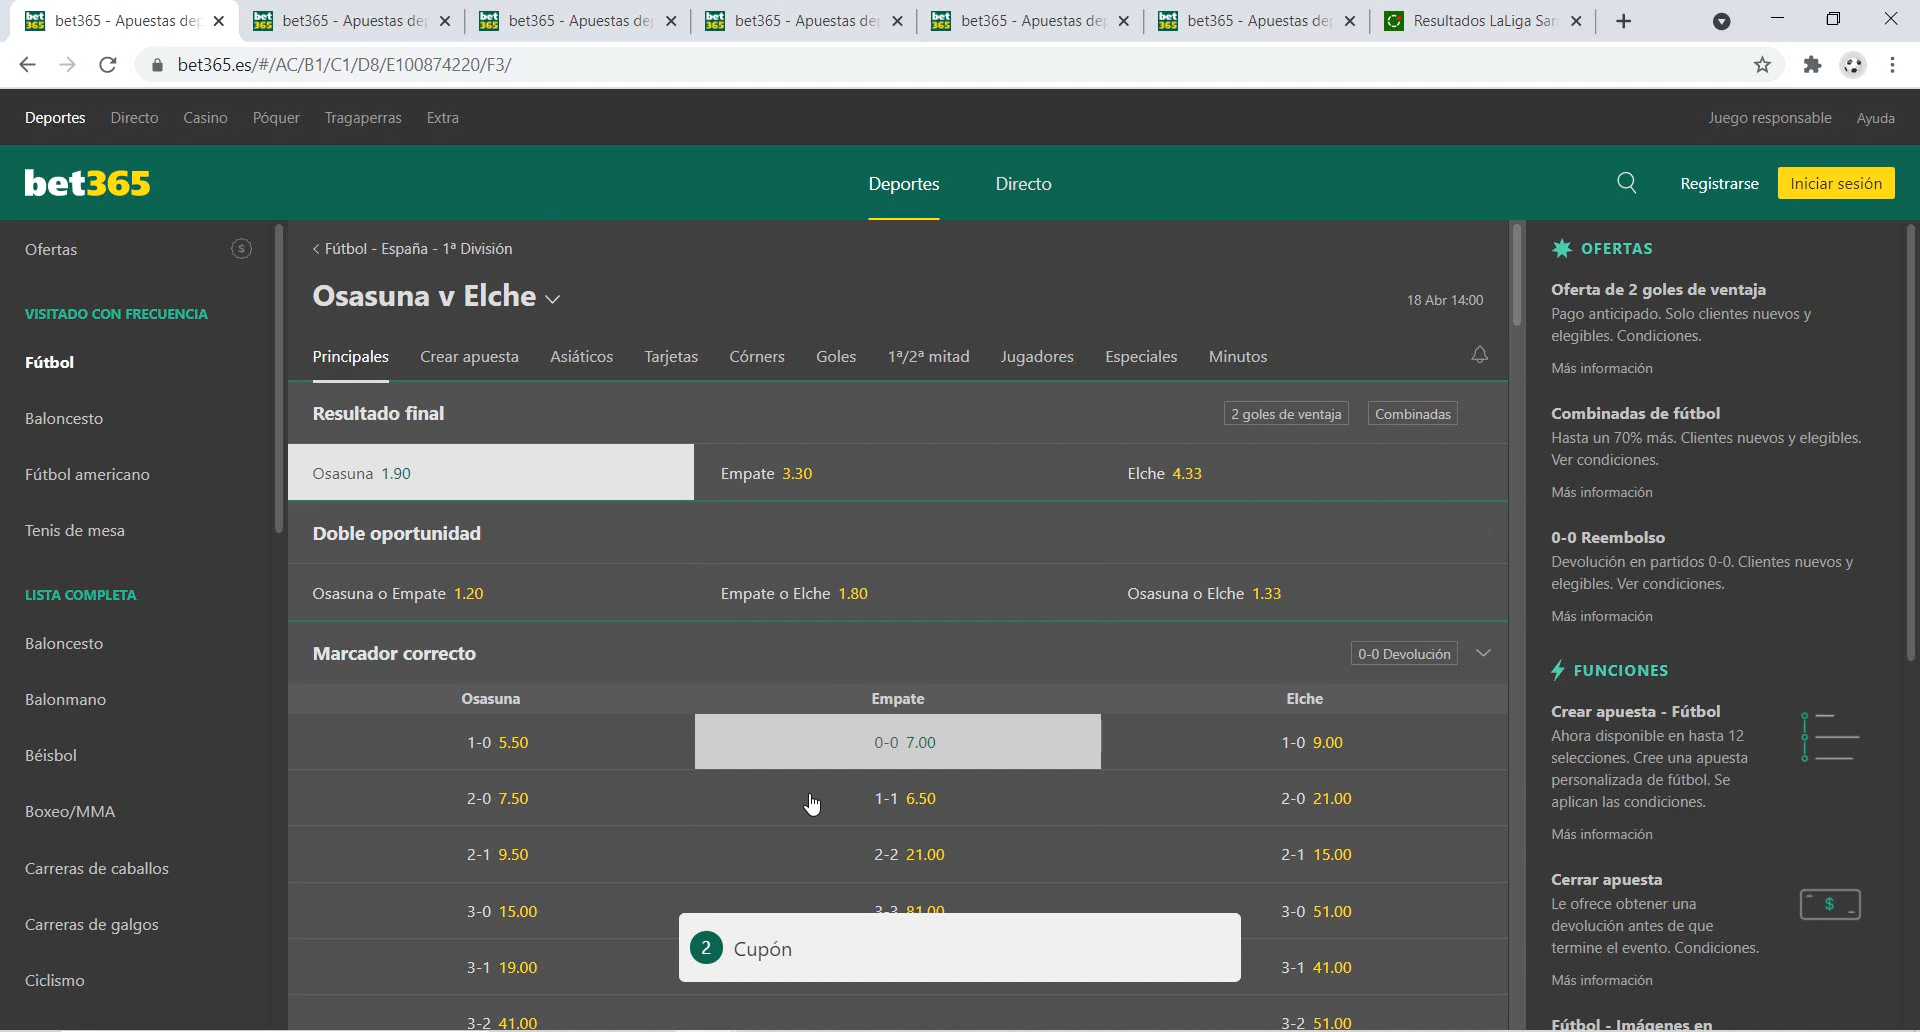 bet365 - Apuestas dep
bet365 - Apuestas de
bet365 - Apuestas de
bet365 - Apuestas de
bet365 - Apuestas de
bet365 - Apuestas dep
Resultados LaLiga San
bet365.es/#/AC/B1/C1/D8/E100874220/F3/
Deportes Directo Casino Póquer Tragaperras Extra
Juego responsable Ayuda
bet365
Deportes Directo
Registrarse Iniciar sesión
Ofertas
VISITADO CON FRECUENCIA
Fútbol
Baloncesto
Fútbol americano
Tenis de mesa
LISTA COMPLETA
Baloncesto
Balonmano
Béisbol
Boxeo/MMA
Carreras de caballos
Carreras de galgos
Ciclismo
< Fútbol - España - 1ª División
Osasuna v Elche
18 Abr 14:00
Principales Crear apuesta Asiáticos Tarjetas Córners Goles 1ª/2ª mitad Jugadores Especiales Minutos
Resultado final
2 goles de ventaja Combinadas
Osasuna 1.90 Empate 3.30 Elche 4.33
Doble oportunidad
Osasuna o Empate 1.20 Empate o Elche 1.80 Osasuna o Elche 1.33
Marcador correcto
0-0 Devolución
Osasuna Empate Elche
1-0 5.50 0-0 7.00 1-0 9.00
2-0 7.50 1-1 6.50 2-0 21.00
2-1 9.50 2-2 21.00 2-1 15.00
3-0 15.00 3-3 81.00 3-0 51.00
3-1 19.00 3-1 41.00
3-2 41.00 3-2 51.00
2 Cupón
OFERTAS
Oferta de 2 goles de ventaja
Pago anticipado. Solo clientes nuevos y
elegibles. Condiciones.
Más información
Combinadas de fútbol
Hasta un 70% más. Clientes nuevos y elegibles.
Ver condiciones.
Más información
0-0 Reembolso
Devolución en partidos 0-0. Clientes nuevos y
elegibles. Ver condiciones.
Más información
FUNCIONES
Crear apuesta - Fútbol
Ahora disponible en hasta 12
selecciones. Cree una apuesta
personalizada de fútbol. Se
aplican las condiciones.
Más información
Cerrar apuesta
Le ofrece obtener una
devolución antes de que
termine el evento. Condiciones.
Más información
Fútbol - Imágenes en